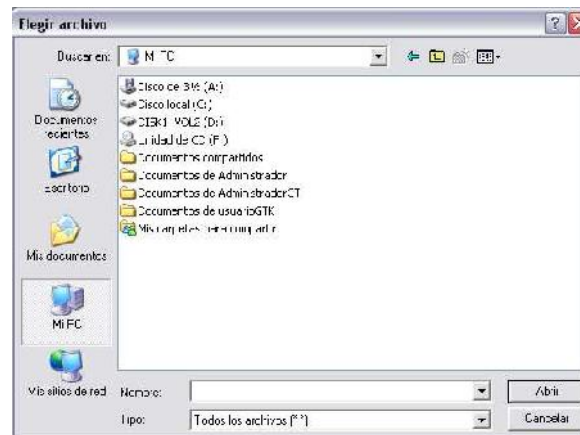 Elegir archivo
Buscar en:
Mi PC
Disco de 3½ (A:)
Disco local (C:)
DISK1_VOL2 (D:)
Unidad de CD (F:)
Documentos compartidos
Documentos de Administrador
Documentos de AdministradorCT
Documentos de usuarioGTK
Mis carpetas para compartir
Documentos
recientes
Escritorio
Mis documentos
Mi PC
Mis sitios de red
Nombre:
Abrir
Tipo:
Todos los archivos (*.*)
Cancelar